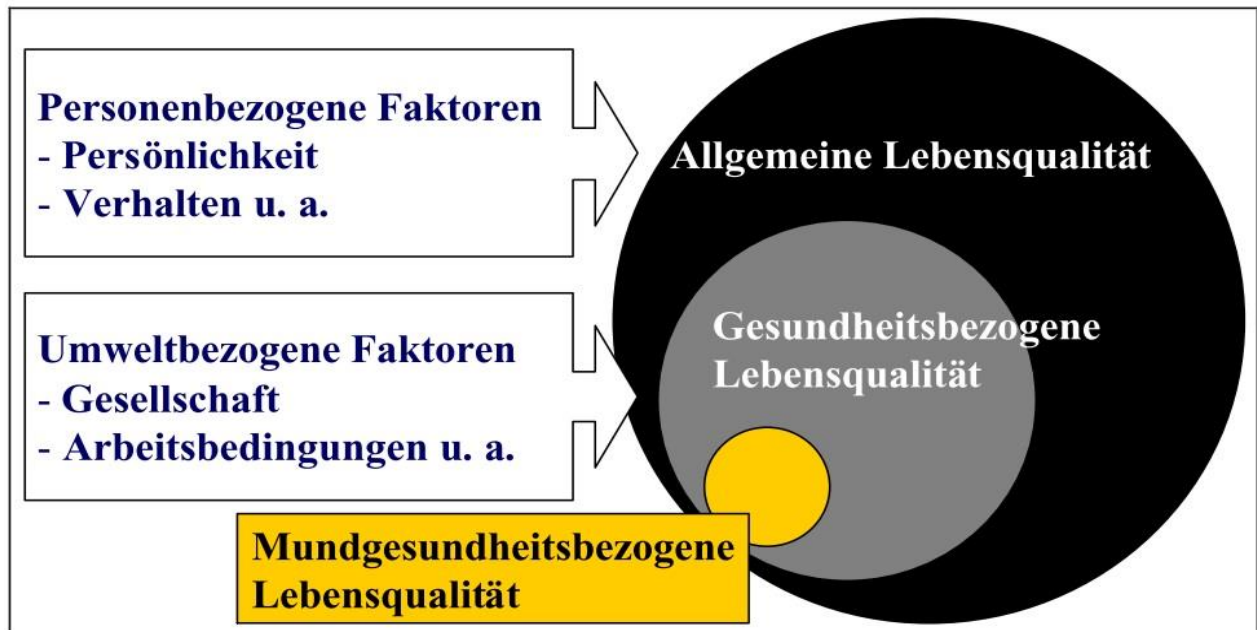 Personenbezogene Faktoren
- Persönlichkeit
- Verhalten u. a.
Allgemeine Lebensqualität
Umweltbezogene Faktoren
- Gesellschaft
- Arbeitsbedingungen u. a.
Gesundheitsbezogene
Lebensqualität
Mundgesundheitsbezogene
Lebensqualität